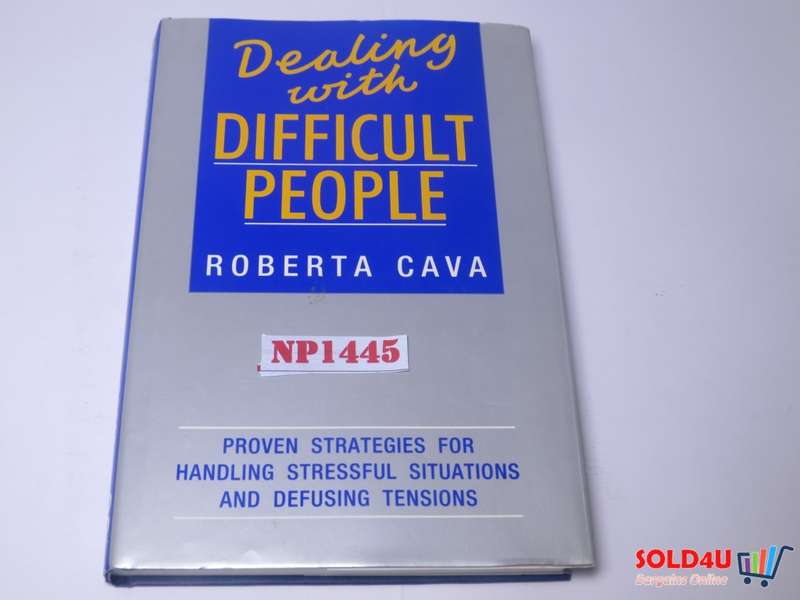 Dealing
with
DIFFICULT
PEOPLE
ROBERTA CAVA
NP1445
PROVEN STRATEGIES FOR
HANDLING STRESSFUL SITUATIONS
AND DEFUSING TENSIONS
SOLD4U
Bargains Online